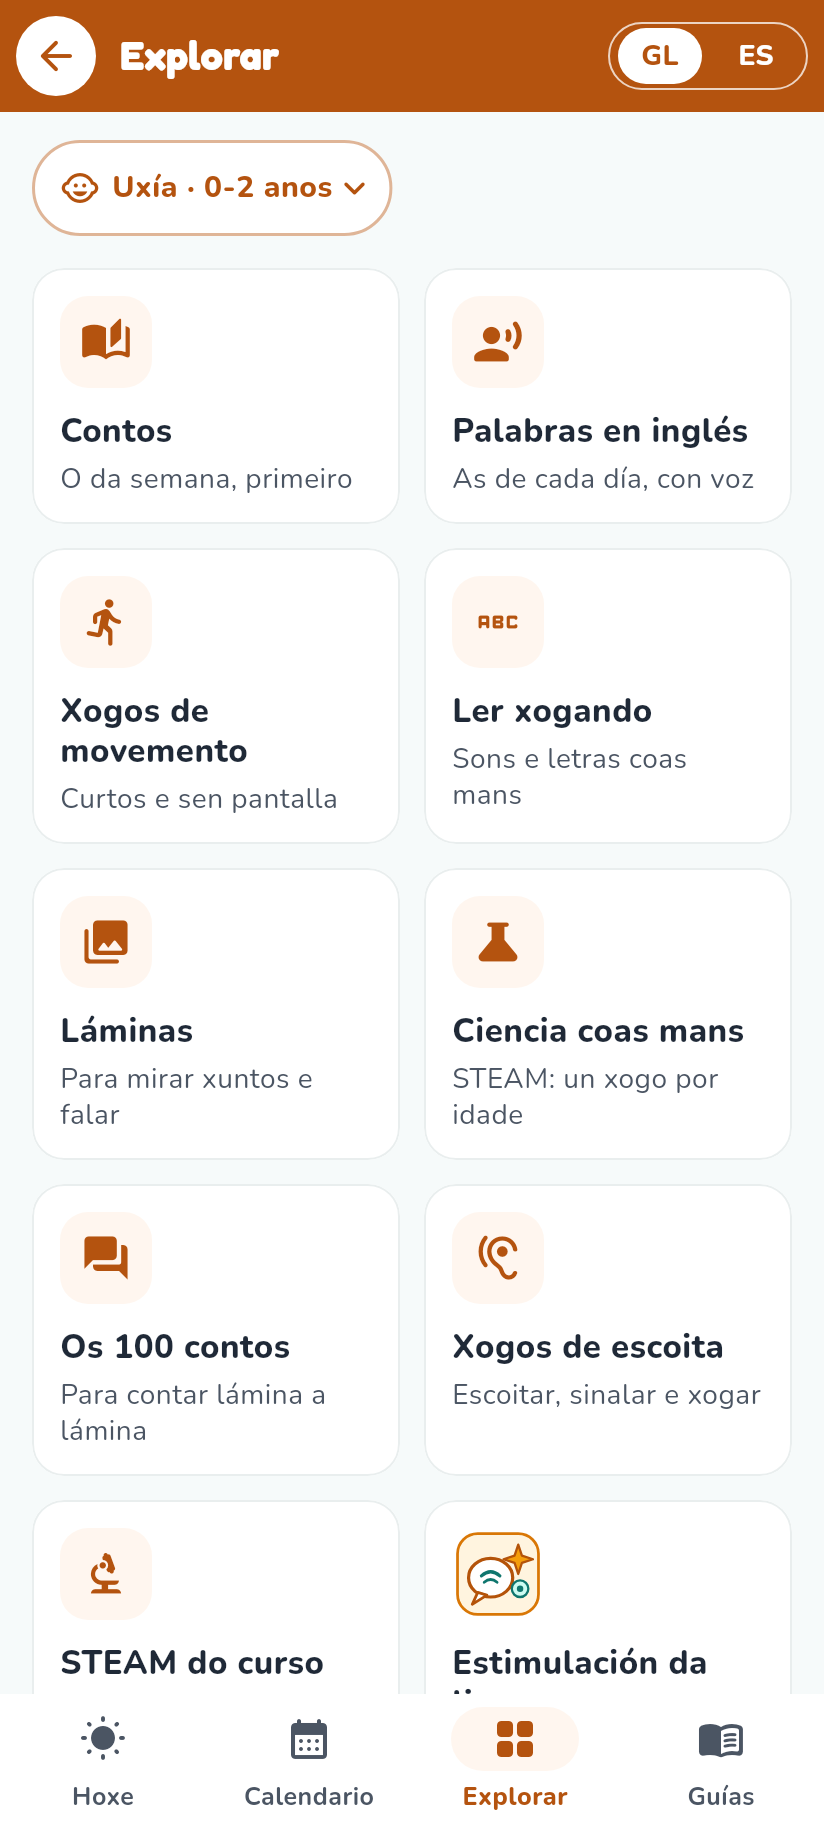 Explorar
GL
ES
Uxía · 0-2 anos
Contos
O da semana, primeiro
Palabras en inglés
As de cada día, con voz
Xogos de
movemento
Curtos e sen pantalla
ABC
Ler xogando
Sons e letras coas
mans
Láminas
Para mirar xuntos e
falar
Ciencia coas mans
STEAM: un xogo por
idade
Os 100 contos
Para contar lámina a
lámina
Xogos de escoita
Escoitar, sinalar e xogar
STEAM do curso
Estimulación da
Hoxe
Calendario
Explorar
Guías